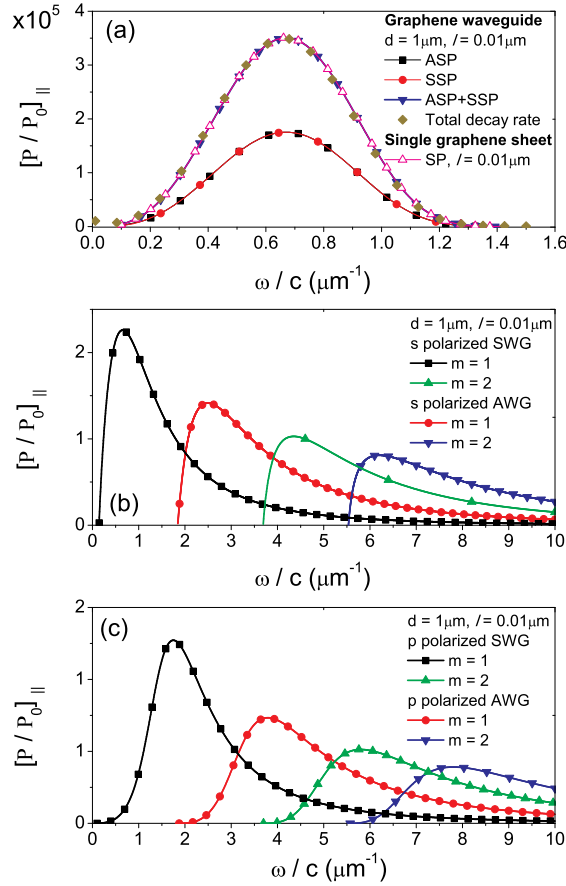 x10⁵
(a)
Graphene waveguide
d = 1μm, l = 0.01μm
ASP
SSP
ASP+SSP
Total decay rate
Single graphene sheet
SP, l = 0.01μm
4
3
2
1
0
[P / P₀] ||
0.0 0.2 0.4 0.6 0.8 1.0 1.2 1.4 1.6
ω / c (μm⁻¹)
d = 1μm, l = 0.01μm
s polarized SWG
m = 1
m = 2
s polarized AWG
m = 1
m = 2
2
1
0
[P / P₀] ||
(b)
0 1 2 3 4 5 6 7 8 9 10
ω / c (μm⁻¹)
(c)
d = 1μm, l = 0.01μm
p polarized SWG
m = 1
m = 2
p polarized AWG
m = 1
m = 2
2
1
1
0
[P / P₀] ||
0 1 2 3 4 5 6 7 8 9 10
ω / c (μm⁻¹)